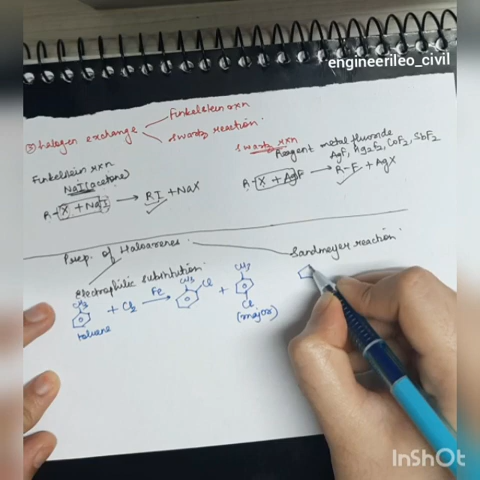 engineerileo_civil
③ Halogen exchange
Finkelstein rxn
Swarts reaction.
Finkelstein rxn
NaI (acetone)
R-X + NaI → RI + NaX
Swarts rxn
Reagent metal fluoride
AgF, Hg2F2, CoF2, SbF2
R-X + AgF → R-F + AgX
Prep. of Haloarenes.
Electrophilic substitution.
Sandmeyer reaction.
CH3
toluene
+ Cl2
Fe
CH3
Cl
+
CH3
Cl
(major)
InShOt